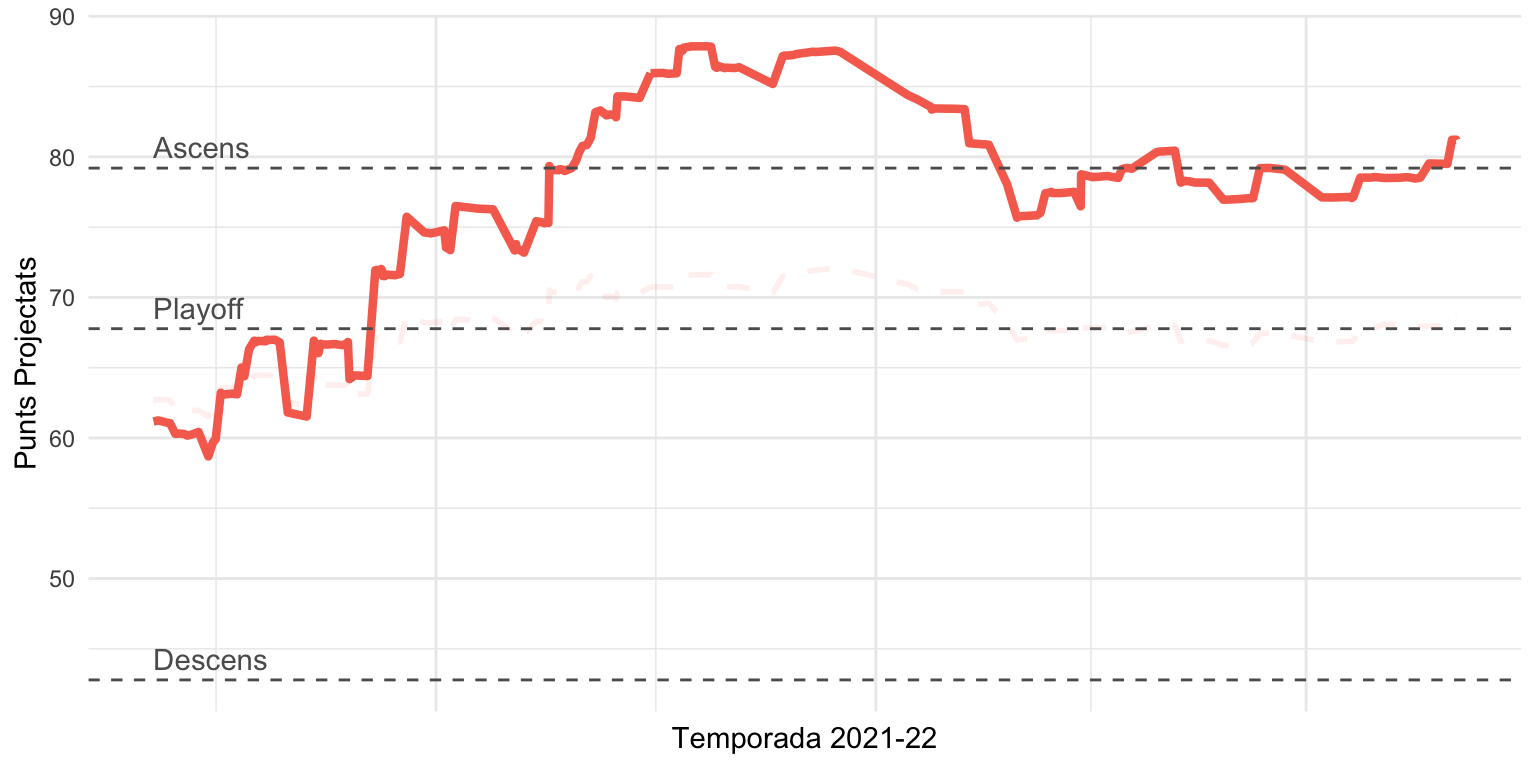 90
80
70
60
50
Ascens
Playoff
Descens
Punts Projectats
Temporada 2021-22